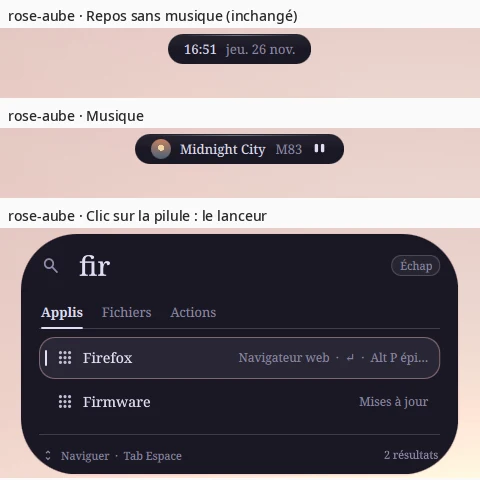 rose-aube · Repos sans musique (inchangé)
16:51 jeu. 26 nov.
rose-aube · Musique
Midnight City M83
rose-aube · Clic sur la pilule : le lanceur
fir Échap
Applis Fichiers Actions
Firefox Navigateur web · ↵ · Alt P épi…
Firmware Mises à jour
Naviguer · Tab Espace 2 résultats